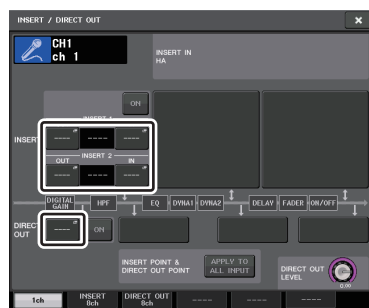 INSERT / DIRECT OUT
CH1
ch 1
INSERT IN
HA
ON
INSERT 1
INSERT
----
----
----
OUT
INSERT 2
IN
----
----
----
DIGITAL GAIN
HPF
EQ
DYNA1
DYNA2
DELAY
FADER
ON/OFF
DIRECT OUT
----
ON
INSERT POINT &
DIRECT OUT POINT
APPLY TO
ALL INPUT
DIRECT OUT
LEVEL
0.00
1ch
INSERT
8ch
DIRECT OUT
8ch
----
----
----